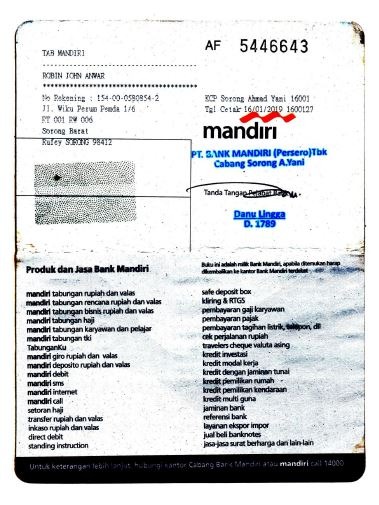 AF 5446643
TAB MANDIRI
ROBIN JOHN ANWAR
No Rekening : 154-00-0580854-2
Jl. Wiku Perum Pemda 1/6
RT 001 RW 006
Sorong Barat
Rufey SORONG 98412
KCP Sorong Ahmad Yani 16001
Tgl Cetak 16/01/2019 1600127
mandiri
PT. BANK MANDIRI (Persero)Tbk
Cabang Sorong A.Yani
Tanda Tangan Pejabat
Danu Lingga
D. 1789
Produk dan Jasa Bank Mandiri
Buku ini adalah milik Bank Mandiri, apabila ditemukan harap
dikembalikan ke kantor Bank Mandiri terdekat
mandiri tabungan rupiah dan valas
mandiri tabungan rencana rupiah dan valas
mandiri tabungan bisnis rupiah dan valas
mandiri tabungan haji
mandiri tabungan karyawan dan pelajar
mandiri tabungan tki
TabunganKu
mandiri giro rupiah dan valas
mandiri deposito rupiah dan valas
mandiri debit
mandiri sms
mandiri internet
mandiri call
setoran haji
transfer rupiah dan valas
inkaso rupiah dan valas
direct debit
standing instruction
safe deposit box
kliring & RTGS
pembayaran gaji karyawan
pembayaran pajak
pembayaran tagihan listrik, telepon, dll
cek perjalanan rupiah
travelers cheque valuta asing
kredit investasi
kredit modal kerja
kredit dengan jaminan tunai
kredit pemilikan rumah
kredit pemilikan kendaraan
kredit multi guna
jaminan bank
referensi bank
layanan ekspor impor
jual beli banknotes
jasa-jasa surat berharga dan lain-lain
Untuk keterangan lebih lanjut, hubungi kantor Cabang Bank Mandiri atau mandiri call 14000